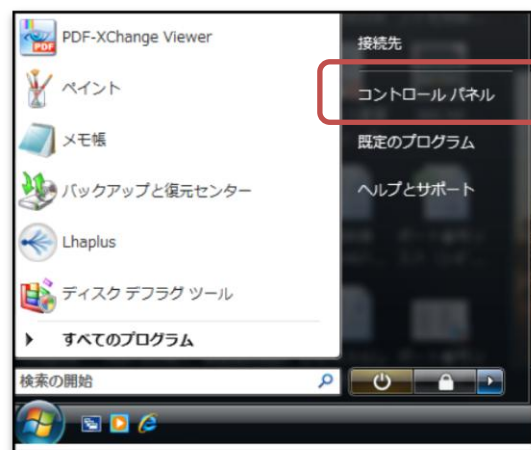 PDF-XChange Viewer
ペイント
メモ帳
バックアップと復元センター
Lhaplus
ディスク デフラグ ツール
すべてのプログラム
検索の開始
接続先
コントロール パネル
既定のプログラム
ヘルプとサポート